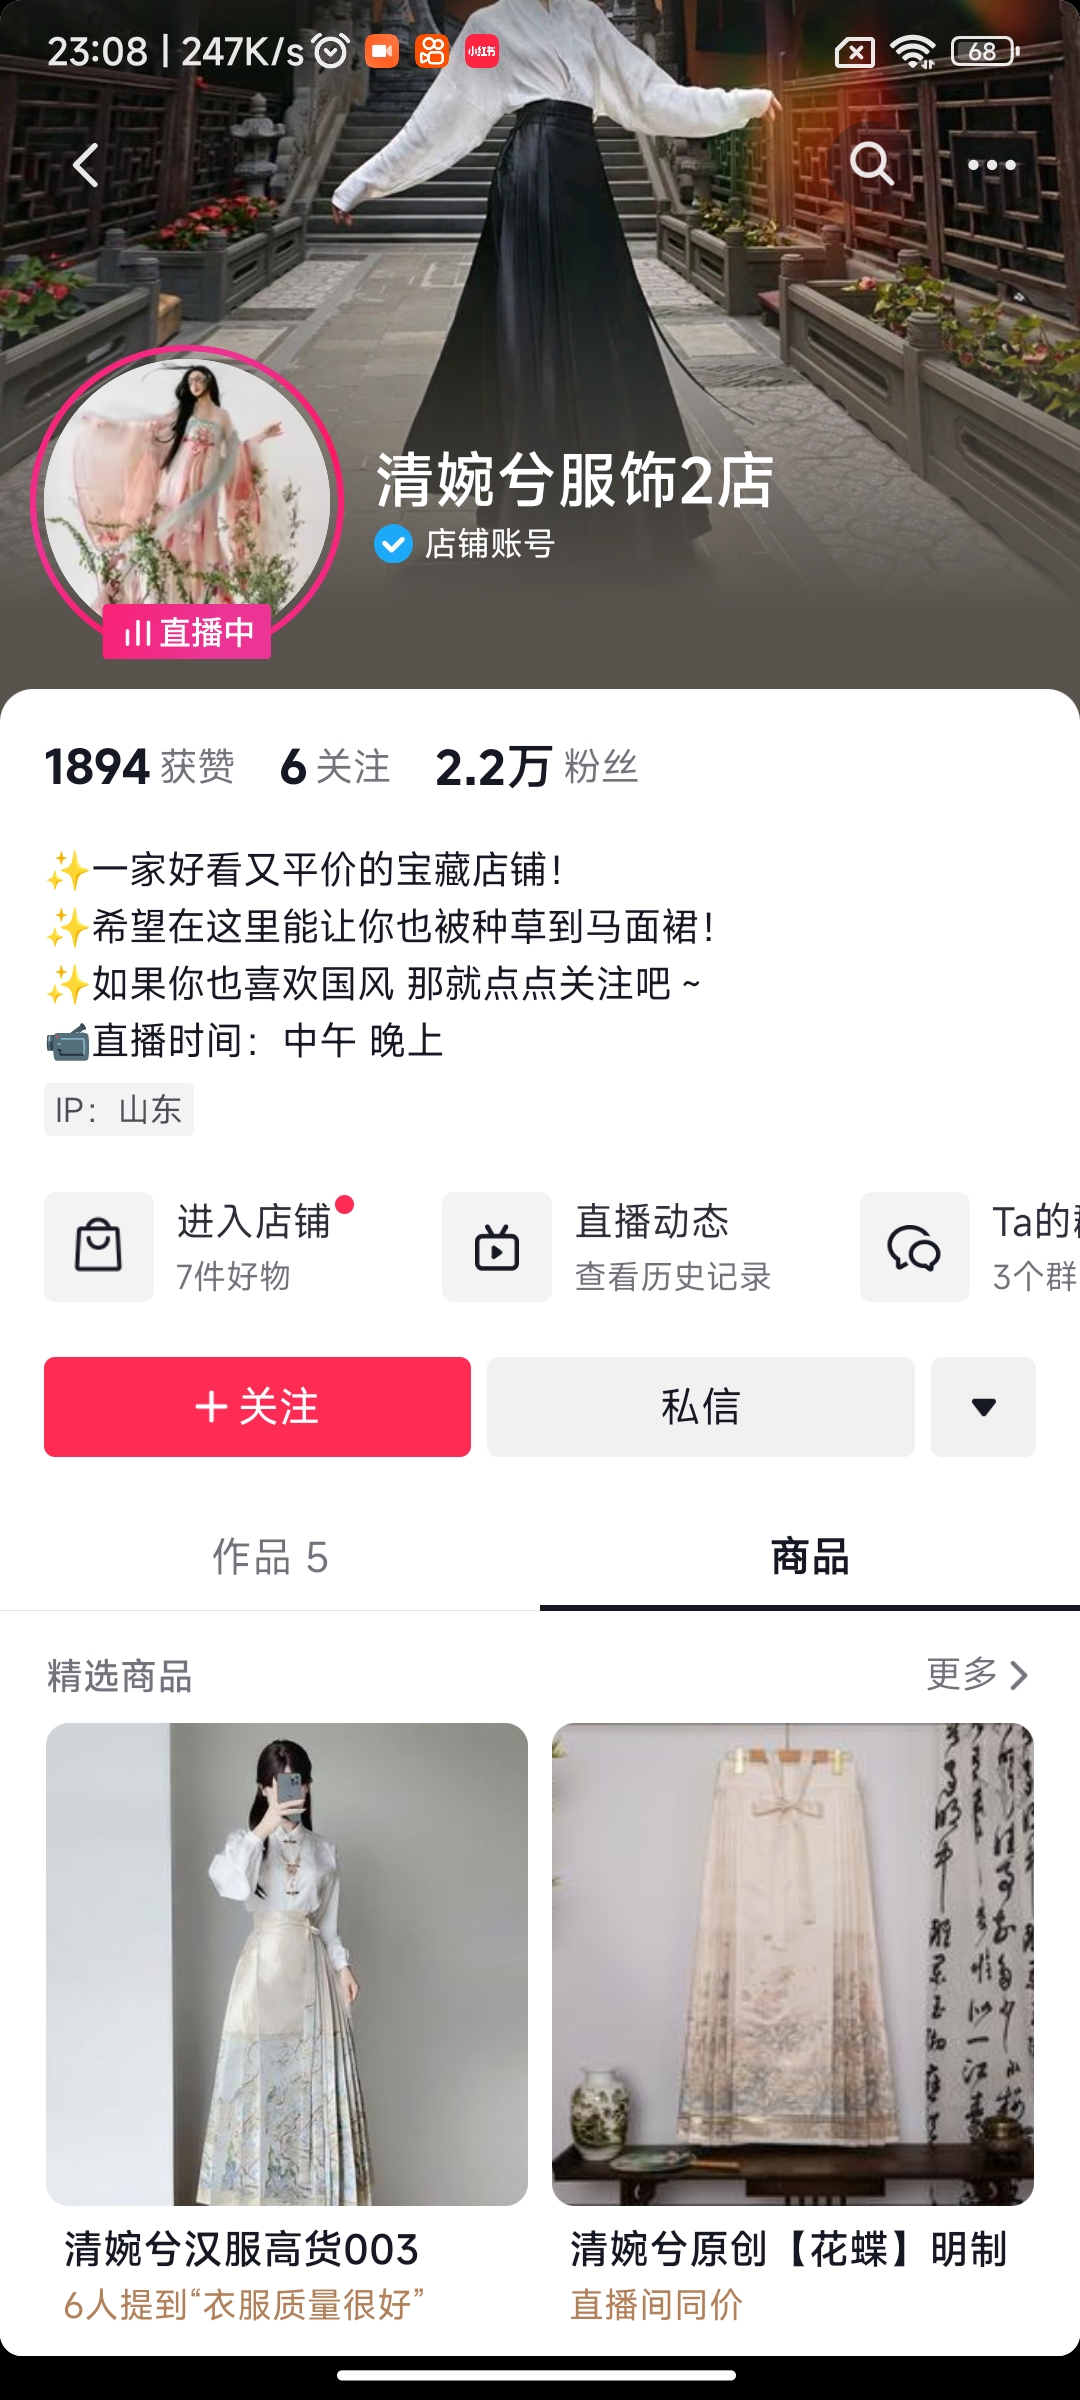 23:08 | 247K/s
小红书
68
清婉兮服饰2店
店铺账号
直播中
1894 获赞 6 关注 2.2万 粉丝
✨一家好看又平价的宝藏店铺！
✨希望在这里能让你也被种草到马面裙！
✨如果你也喜欢国风 那就点点关注吧 ~
📹直播时间：中午 晚上
IP：山东
进入店铺
7件好物
直播动态
查看历史记录
Ta的
3个群
+ 关注
私信
作品 5
商品
精选商品
更多
清婉兮汉服高货003
6人提到“衣服质量很好”
清婉兮原创【花蝶】明制
直播间同价